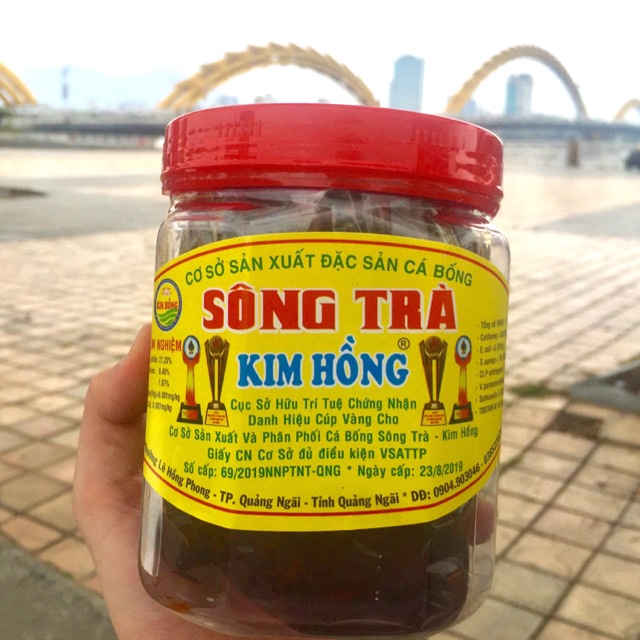 CƠ SỞ SẢN XUẤT ĐẶC SẢN CÁ BỐNG
SÔNG TRÀ
KIM HỒNG
®
KIM HỒNG
NGHIỆM
Cục Sở Hữu Trí Tuệ Chứng Nhận
Danh Hiệu Cúp Vàng Cho
Cơ Sở Sản Xuất Và Phân Phối Cá Bống Sông Trà - Kim Hồng
Giấy CN Cơ sở đủ điều kiện VSATTP
Số cấp: 69/2019NNPTNT-QNG * Ngày cấp: 23/8/2019
Lê Hồng Phong - TP. Quảng Ngãi - Tỉnh Quảng Ngãi * DĐ: 0904.903046